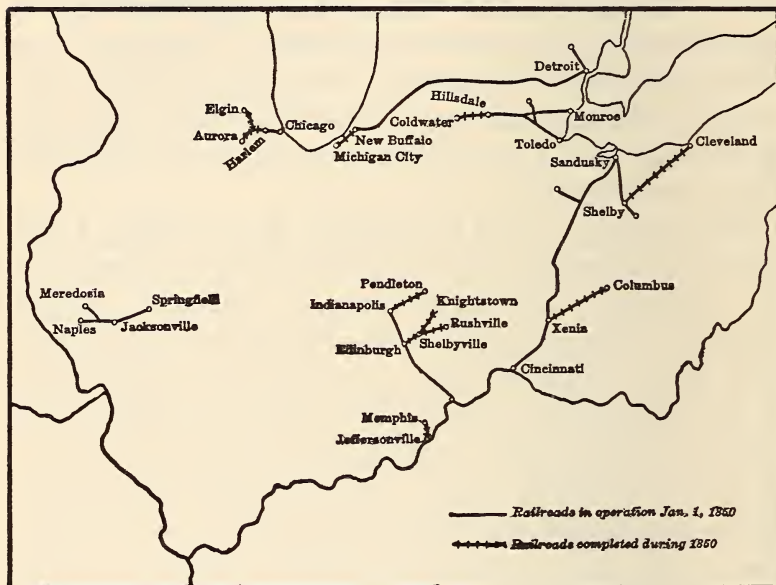 Detroit
Elgin
Hillsdale
Chicago
Coldwater
Monroe
Aurora
Harlem
New Buffalo
Toledo
Cleveland
Michigan City
Sandusky
Shelby
Pendleton
Columbus
Meredosia
Springfield
Knightstown
Indianapolis
Rushville
Naples
Jacksonville
Xenia
Edinburgh
Shelbyville
Cincinnati
Memphis
Jeffersonville
Railroads in operation Jan. 1, 1850
Railroads completed during 1850